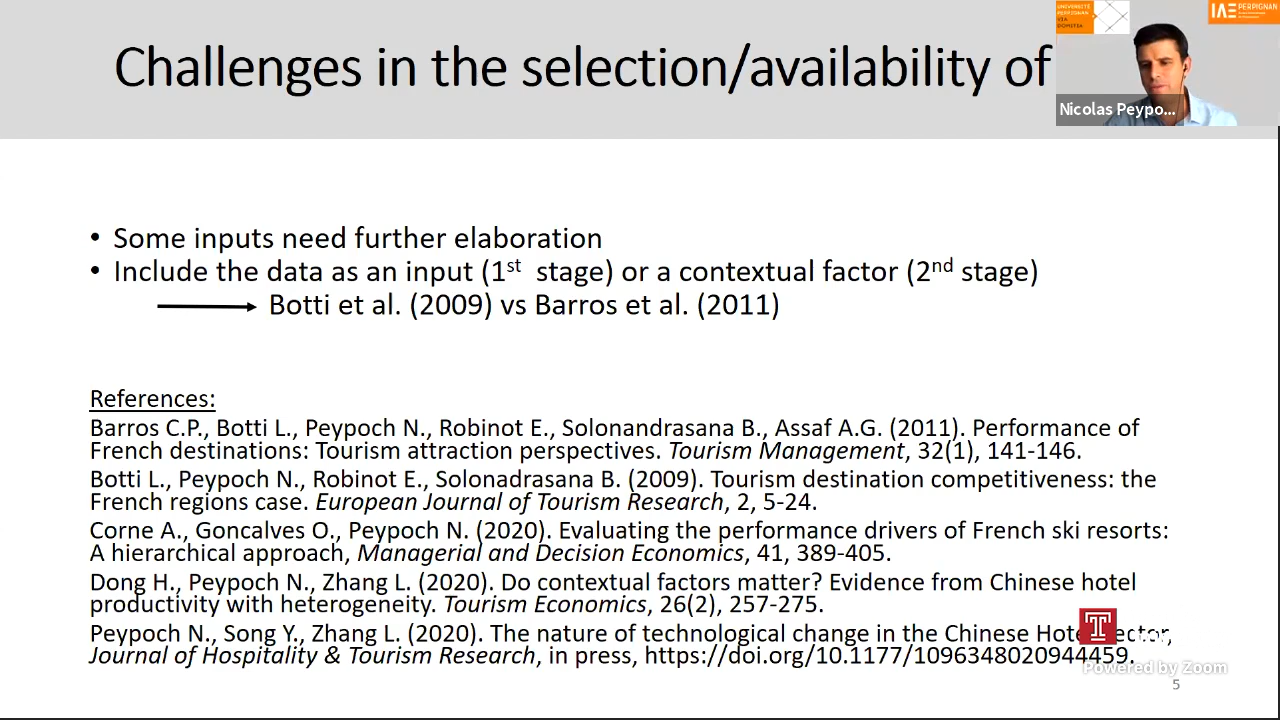 Challenges in the selection/availability of
UNIVERSITÉ
PERPIGNAN
VIA
DOMITIA
IAE PERPIGNAN
Nicolas Peypo...
• Some inputs need further elaboration
• Include the data as an input (1st stage) or a contextual factor (2nd stage)
Botti et al. (2009) vs Barros et al. (2011)
References:
Barros C.P., Botti L., Peypoch N., Robinot E., Solonandrasana B., Assaf A.G. (2011). Performance of
French destinations: Tourism attraction perspectives. Tourism Management, 32(1), 141-146.
Botti L., Peypoch N., Robinot E., Solonadrasana B. (2009). Tourism destination competitiveness: the
French regions case. European Journal of Tourism Research, 2, 5-24.
Corne A., Goncalves O., Peypoch N. (2020). Evaluating the performance drivers of French ski resorts:
A hierarchical approach, Managerial and Decision Economics, 41, 389-405.
Dong H., Peypoch N., Zhang L. (2020). Do contextual factors matter? Evidence from Chinese hotel
productivity with heterogeneity. Tourism Economics, 26(2), 257-275.
Peypoch N., Song Y., Zhang L. (2020). The nature of technological change in the Chinese
Journal of Hospitality & Tourism Research, in press, https://doi.org/10.1177/1096348020944459.
Powered by Zoom
5